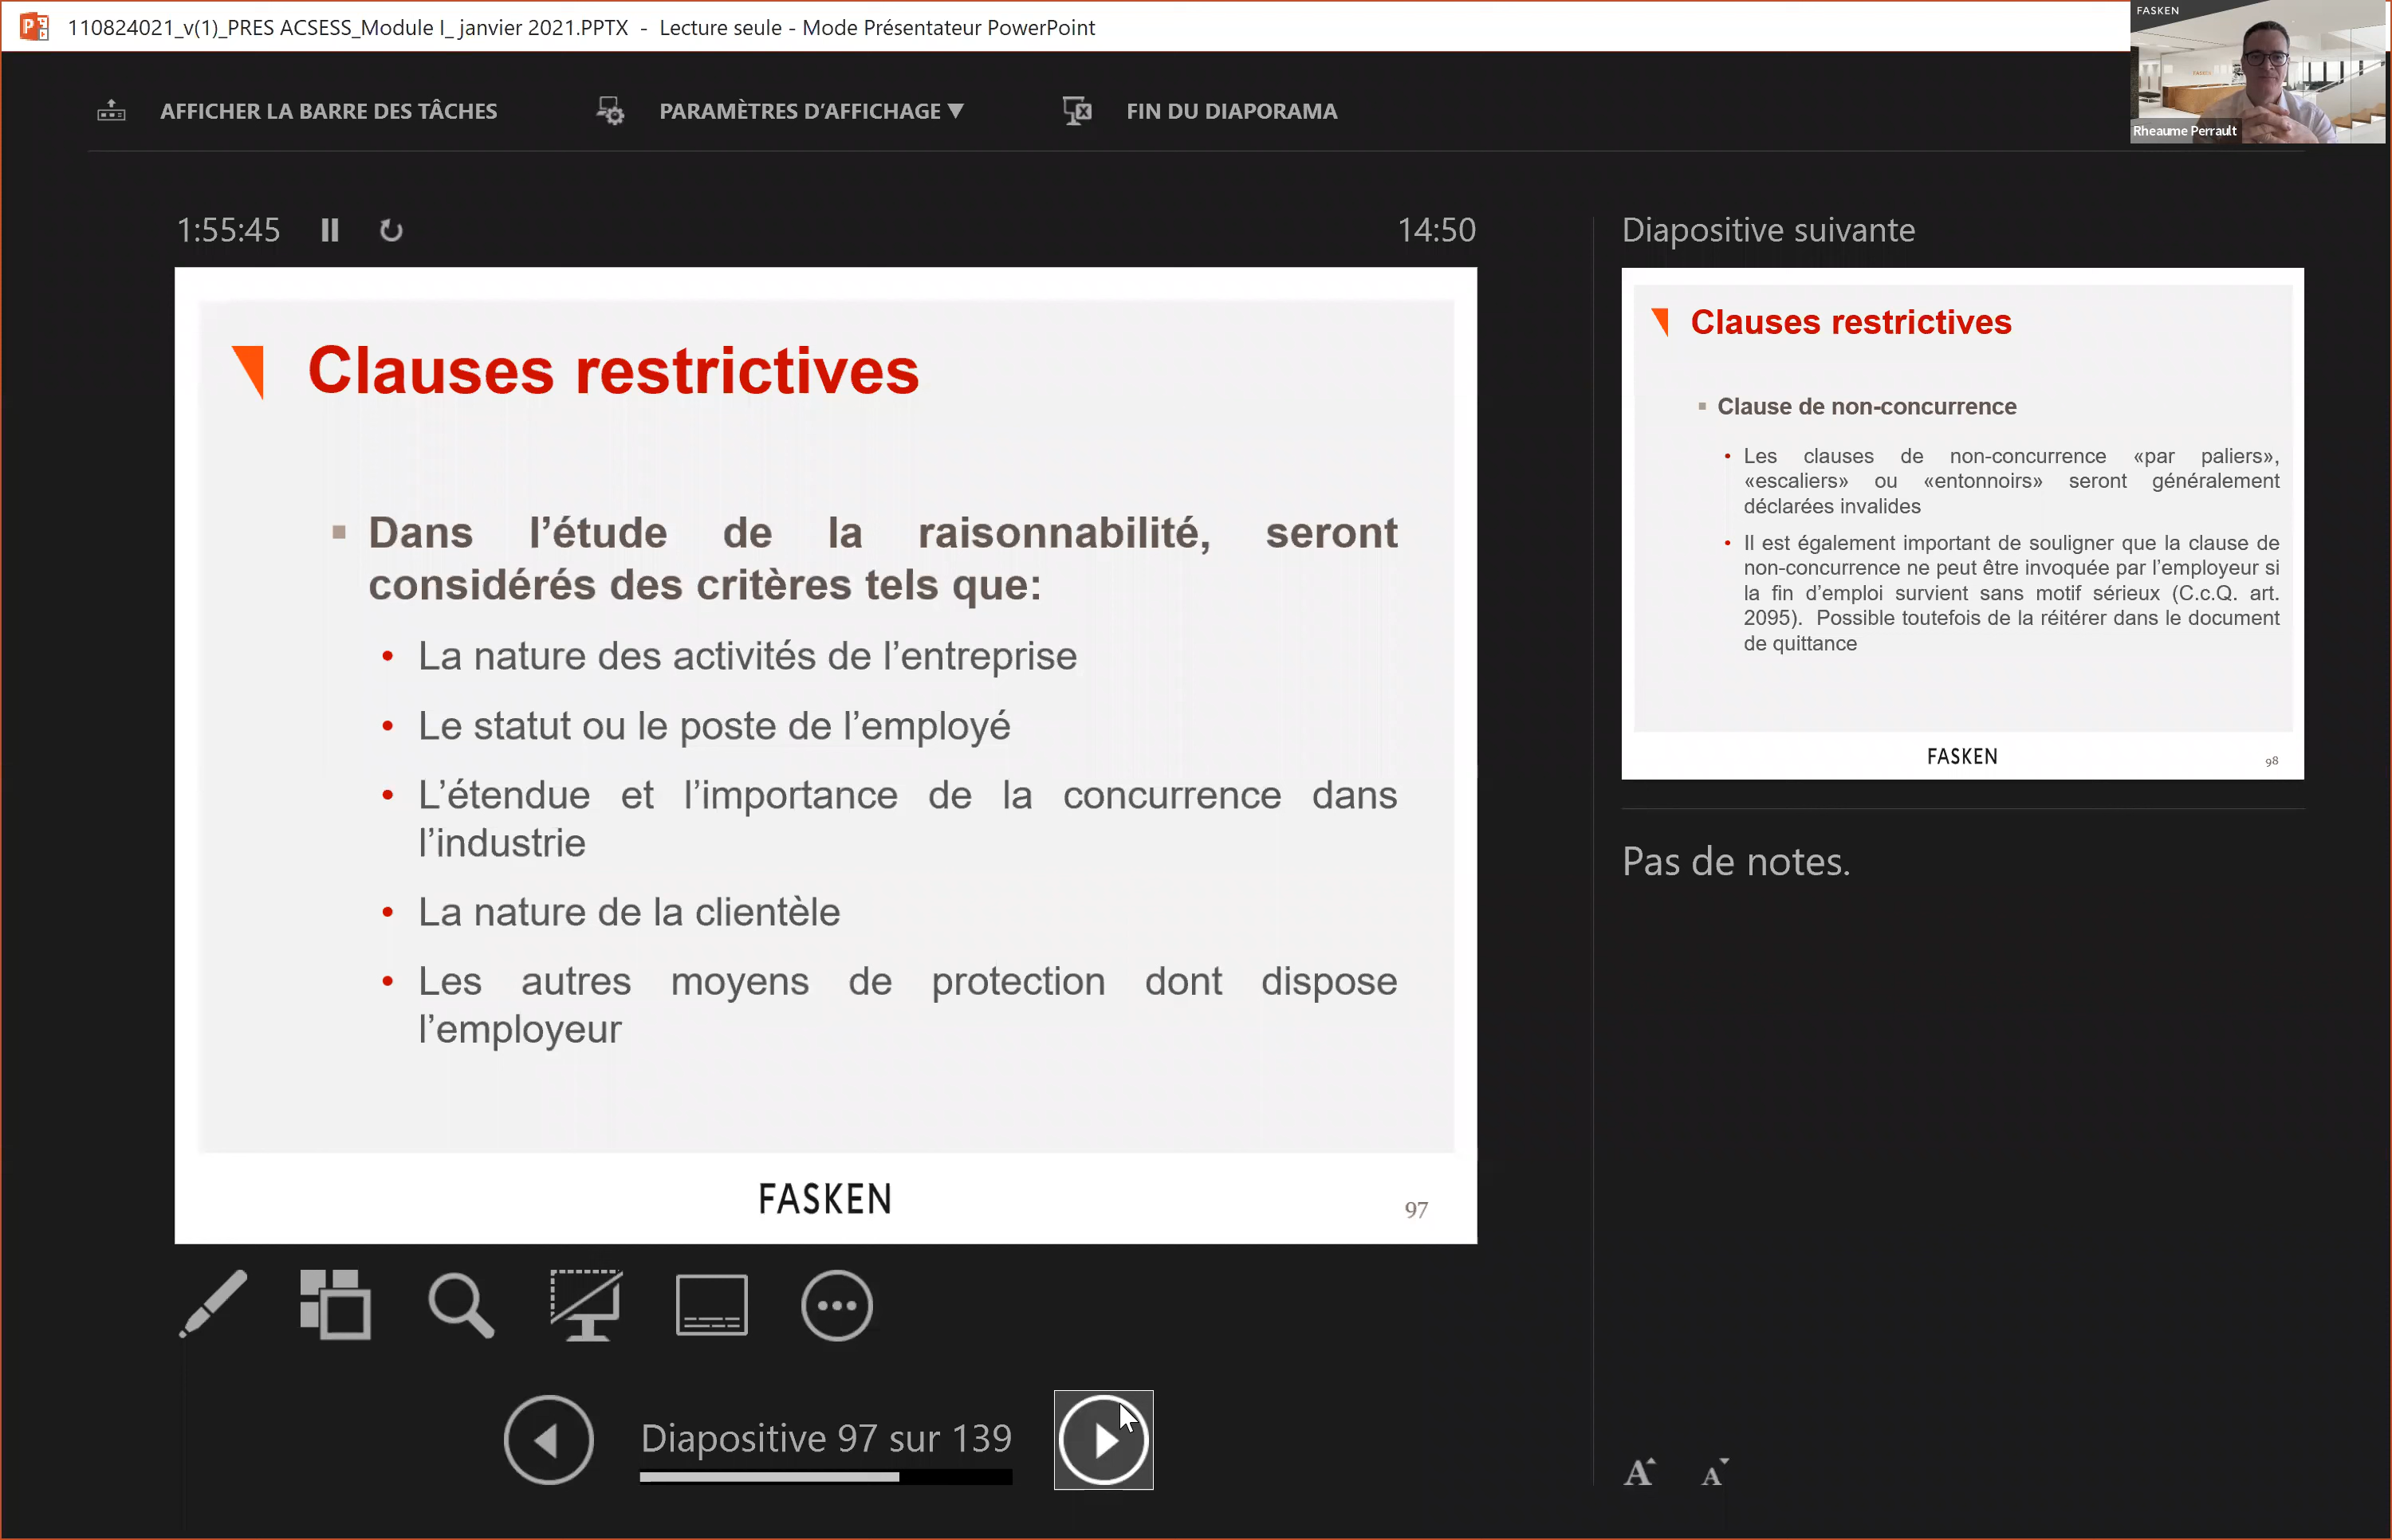 110824021_v(1)_PRES ACSESS_Module I_ janvier 2021.PPTX - Lecture seule - Mode Présentateur PowerPoint
FASKEN
Rheaume Perrault
AFFICHER LA BARRE DES TÂCHES
PARAMÈTRES D’AFFICHAGE ▼
FIN DU DIAPORAMA
1:55:45
14:50
Clauses restrictives
Dans l’étude de la raisonnabilité, seront
considérés des critères tels que:
• La nature des activités de l’entreprise
• Le statut ou le poste de l’employé
• L’étendue et l’importance de la concurrence dans
l’industrie
• La nature de la clientèle
• Les autres moyens de protection dont dispose
l’employeur
FASKEN
97
Diapositive 97 sur 139
Diapositive suivante
Clauses restrictives
Clause de non-concurrence
• Les clauses de non-concurrence «par paliers»,
«escaliers» ou «entonnoirs» seront généralement
déclarées invalides
• Il est également important de souligner que la clause de
non-concurrence ne peut être invoquée par l’employeur si
la fin d’emploi survient sans motif sérieux (C.c.Q. art.
2095). Possible toutefois de la réitérer dans le document
de quittance
FASKEN
98
Pas de notes.
A A